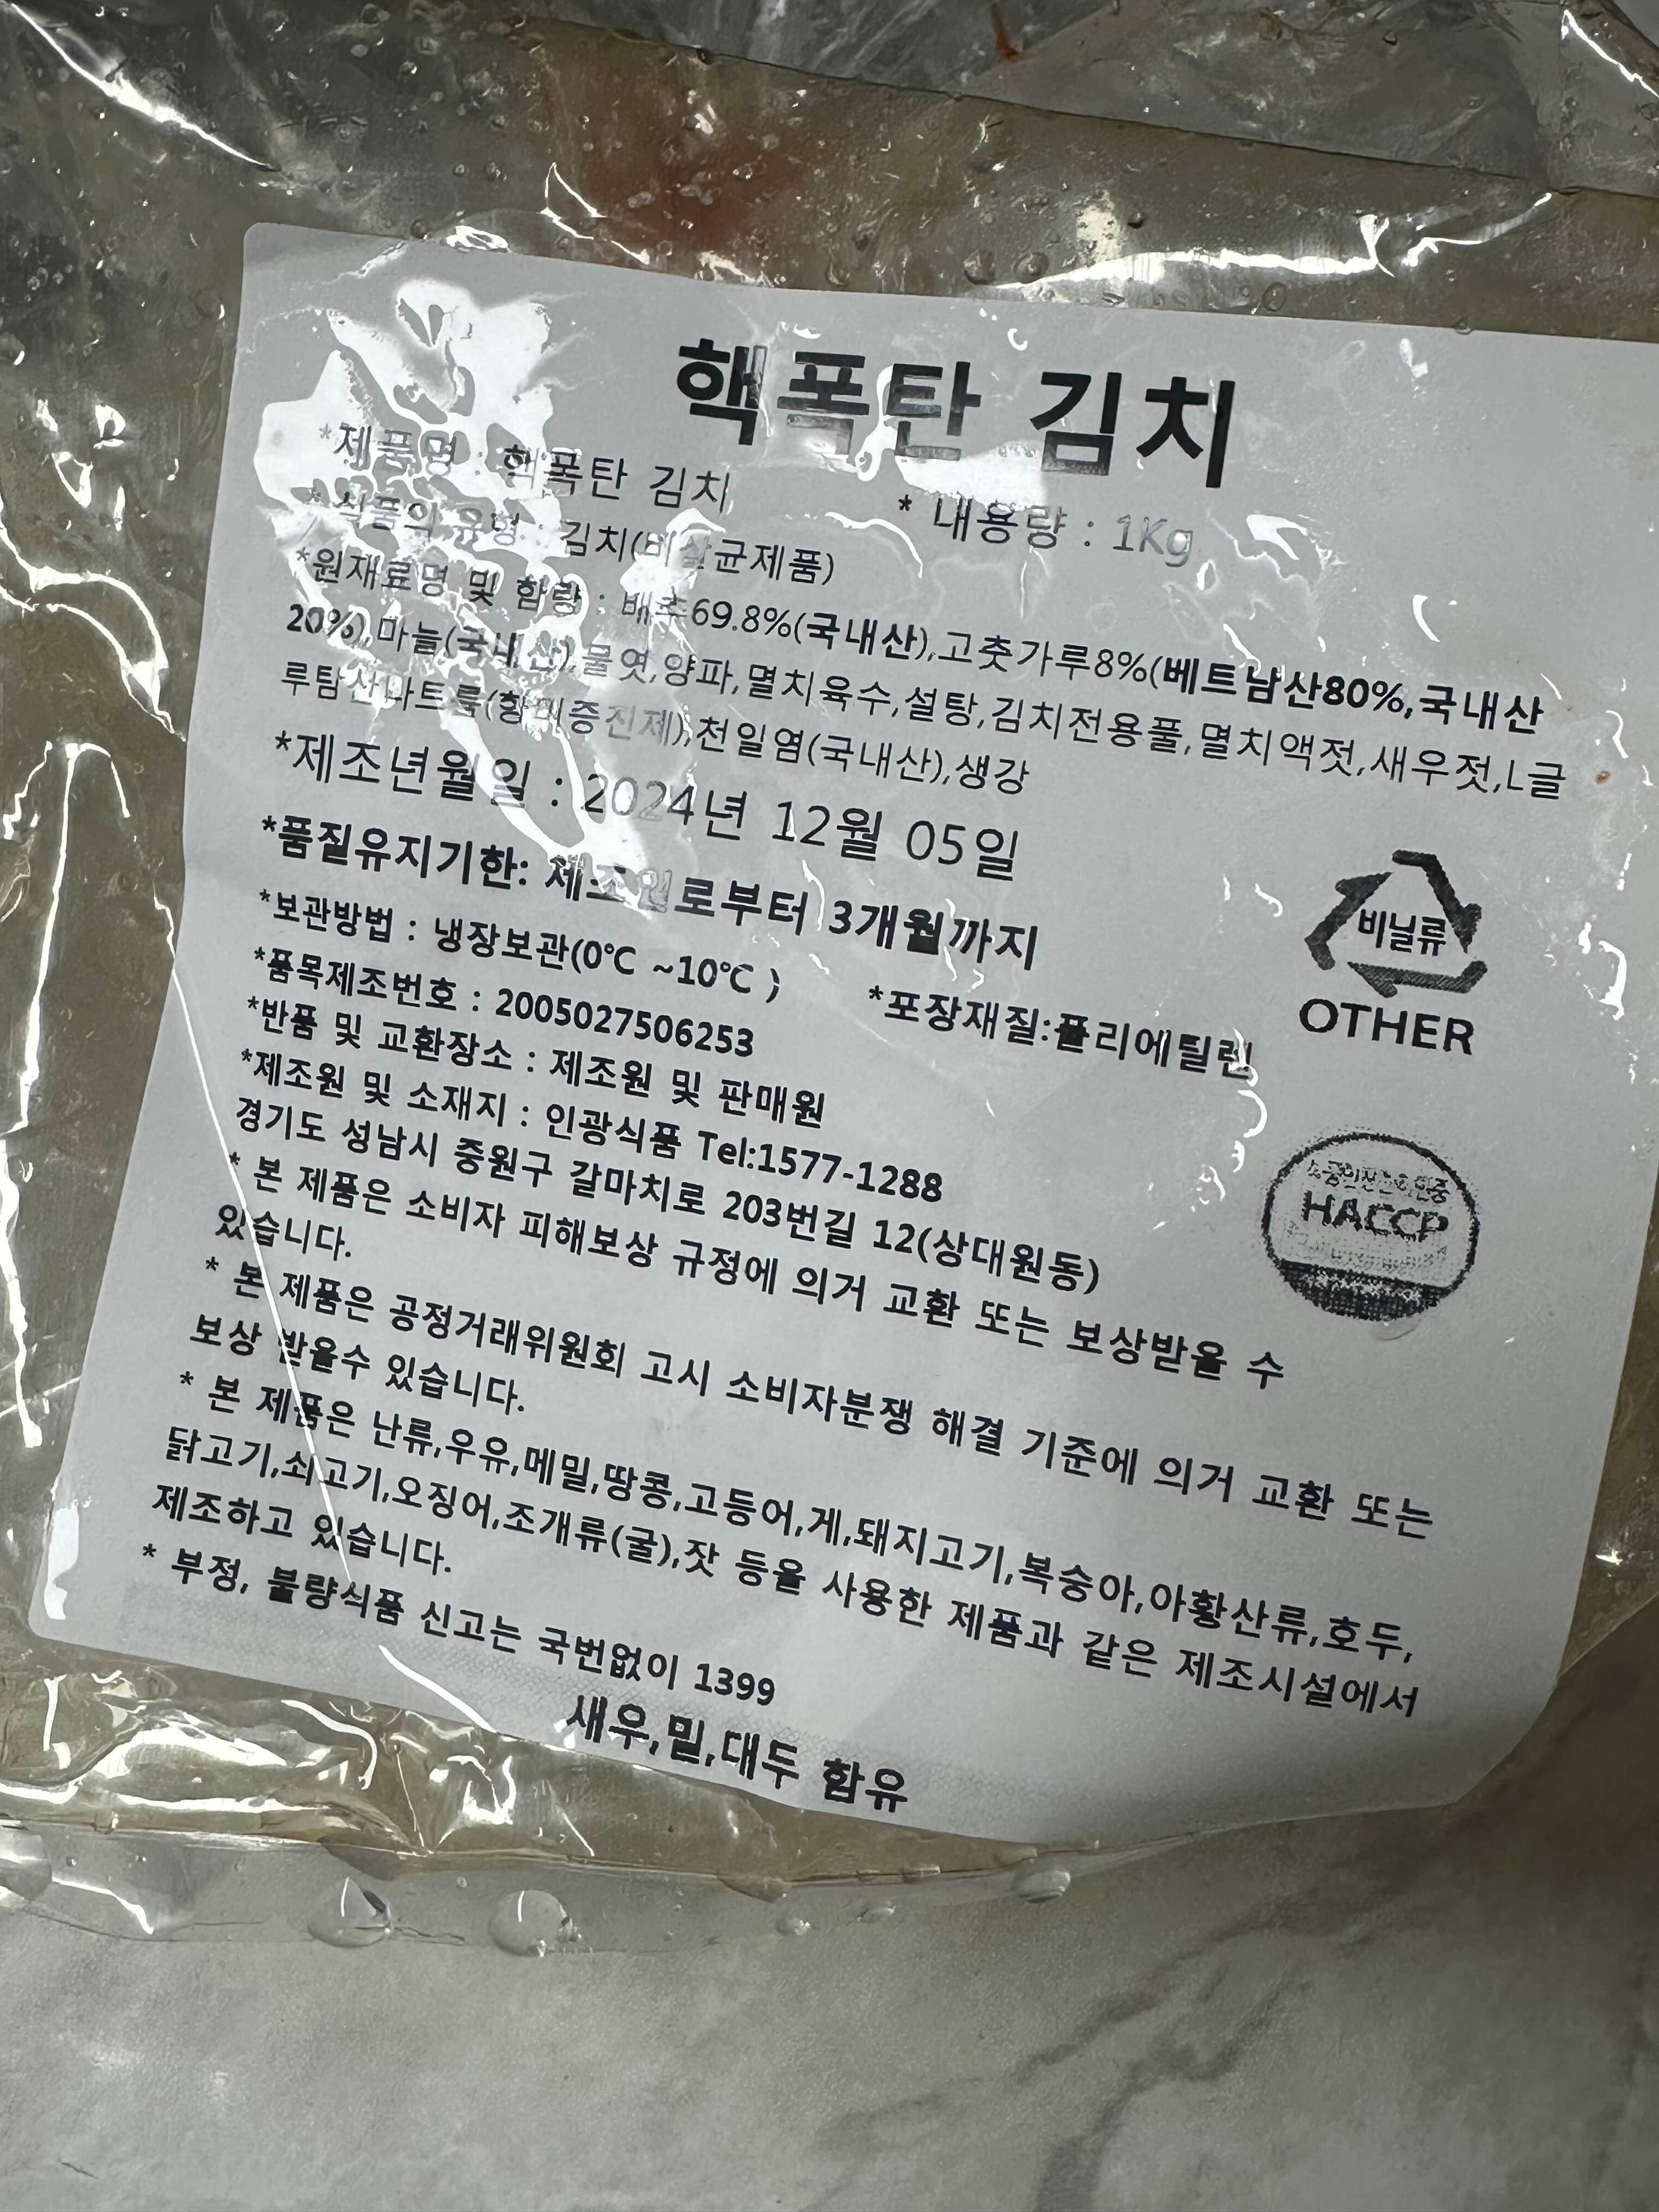 핵폭탄 김치
*제품명 : 핵폭탄 김치 * 내용량 : 1Kg
* 식품의 유형 : 김치(비살균제품)
*원재료명 및 함량 : 배추69.8%(국내산),고춧가루8%(베트남산80%,국내산
20%),마늘(국내산),물엿,양파,멸치육수,설탕,김치전용풀,멸치액젓,새우젓,L글
루탐산나트륨(향미증진제),천일염(국내산),생강
*제조년월일 : 2024년 12월 05일
*품질유지기한: 제조일로부터 3개월까지
*보관방법 : 냉장보관(0℃ ~10℃ )
*품목제조번호 : 2005027506253 *포장재질:폴리에틸렌
*반품 및 교환장소 : 제조원 및 판매원
*제조원 및 소재지 : 인광식품 Tel:1577-1288
경기도 성남시 중원구 갈마치로 203번길 12(상대원동)
* 본 제품은 소비자 피해보상 규정에 의거 교환 또는 보상받을 수
있습니다.
* 본 제품은 공정거래위원회 고시 소비자분쟁 해결 기준에 의거 교환 또는
보상 받을수 있습니다.
* 본 제품은 난류,우유,메밀,땅콩,고등어,게,돼지고기,복숭아,아황산류,호두,
닭고기,쇠고기,오징어,조개류(굴),잣 등을 사용한 제품과 같은 제조시설에서
제조하고 있습니다.
* 부정, 불량식품 신고는 국번없이 1399
새우,밀,대두 함유
비닐류
OTHER
HACCP